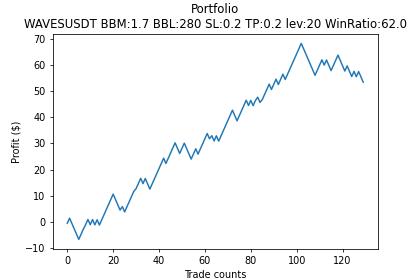 Portfolio
WAVESUSDT BBM:1.7 BBL:280 SL:0.2 TP:0.2 lev:20 WinRatio:62.0
70
60
50
40
30
20
10
0
−10
Profit ($)
0 20 40 60 80 100 120
Trade counts